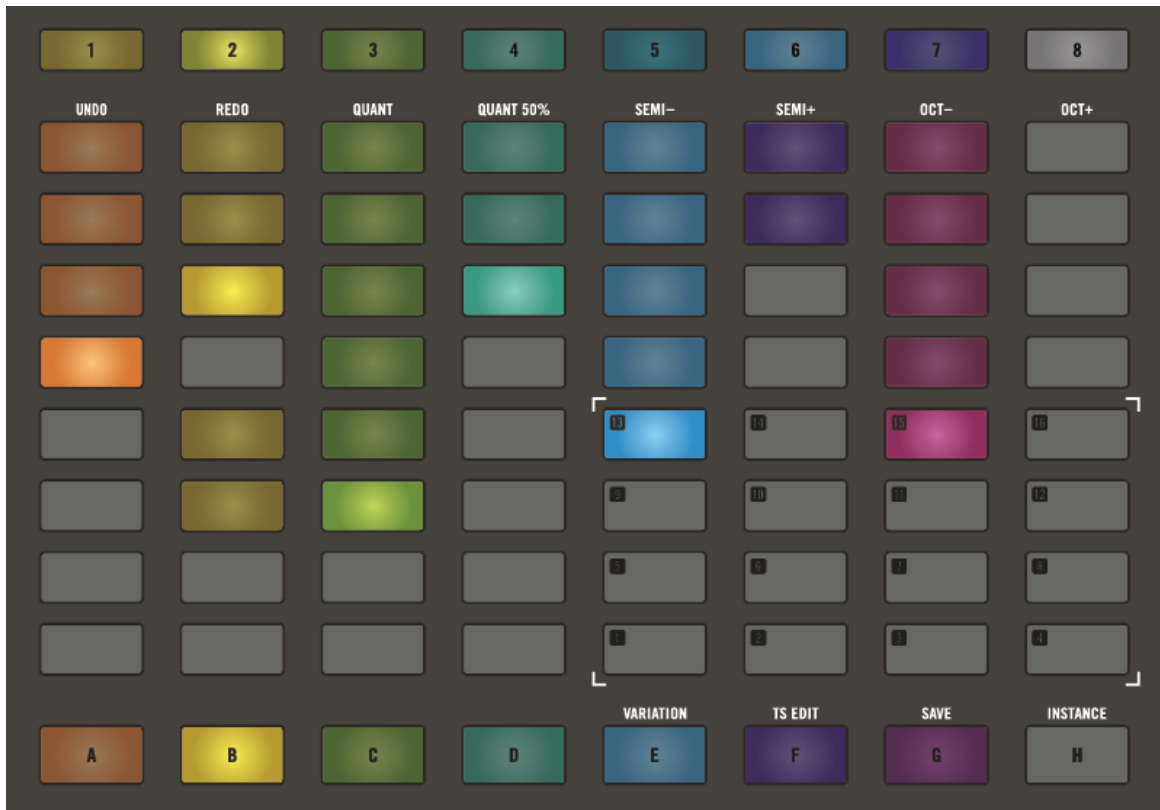 1 2 3 4 5 6 7 8
UNDO REDO QUANT QUANT 50% SEMI– SEMI+ OCT– OCT+
13 14 15 16
9 10 11 12
5 6 7 8
1 2 3 4
VARIATION TS EDIT SAVE INSTANCE
A B C D E F G H